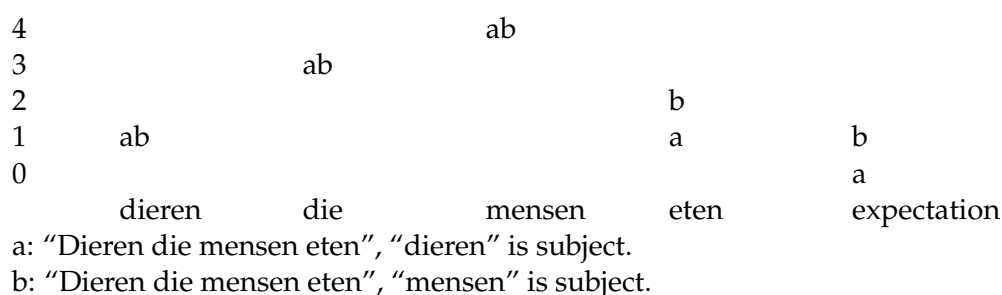 4 ab
3 ab
2 b
1 ab a b
0 a
dieren die mensen eten expectation
a: “Dieren die mensen eten”, “dieren” is subject.
b: “Dieren die mensen eten”, “mensen” is subject.